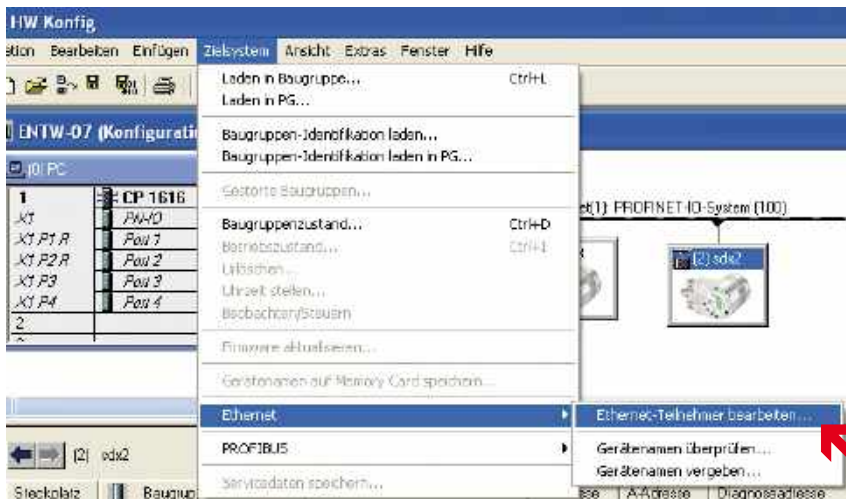 HW Konfig
ation Bearbeiten Einfügen Zielsystem Ansicht Extras Fenster Hilfe
Laden in Baugruppe... Ctrl+L
Laden in PG...
Baugruppen-Identifikation laden...
Baugruppen-Identifikation laden in PG...
Gestörte Baugruppen...
Baugruppenzustand... Ctrl+D
Betriebszustand... Ctrl+I
Urlöschen...
Uhrzeit stellen...
Beobachten/Steuern
Firmware aktualisieren...
Gerätenamen auf Memory Card speichern...
Ethernet
PROFIBUS
Servicedaten speichern...
Ethernet-Teilnehmer bearbeiten...
Gerätenamen überprüfen...
Gerätenamen vergeben...
ENTW-07 (Konfiguratio
(0) PC
1 CP 1616
X1 PN-IO
X1 P1 R Port 1
X1 P2 R Port 2
X1 P3 Port 3
X1 P4 Port 4
2
et(1): PROFINET-IO-System (100)
(2) sdx2
(2) sdx2
Steckplatz Baugrup
sse A-Adresse Diagnoseadresse